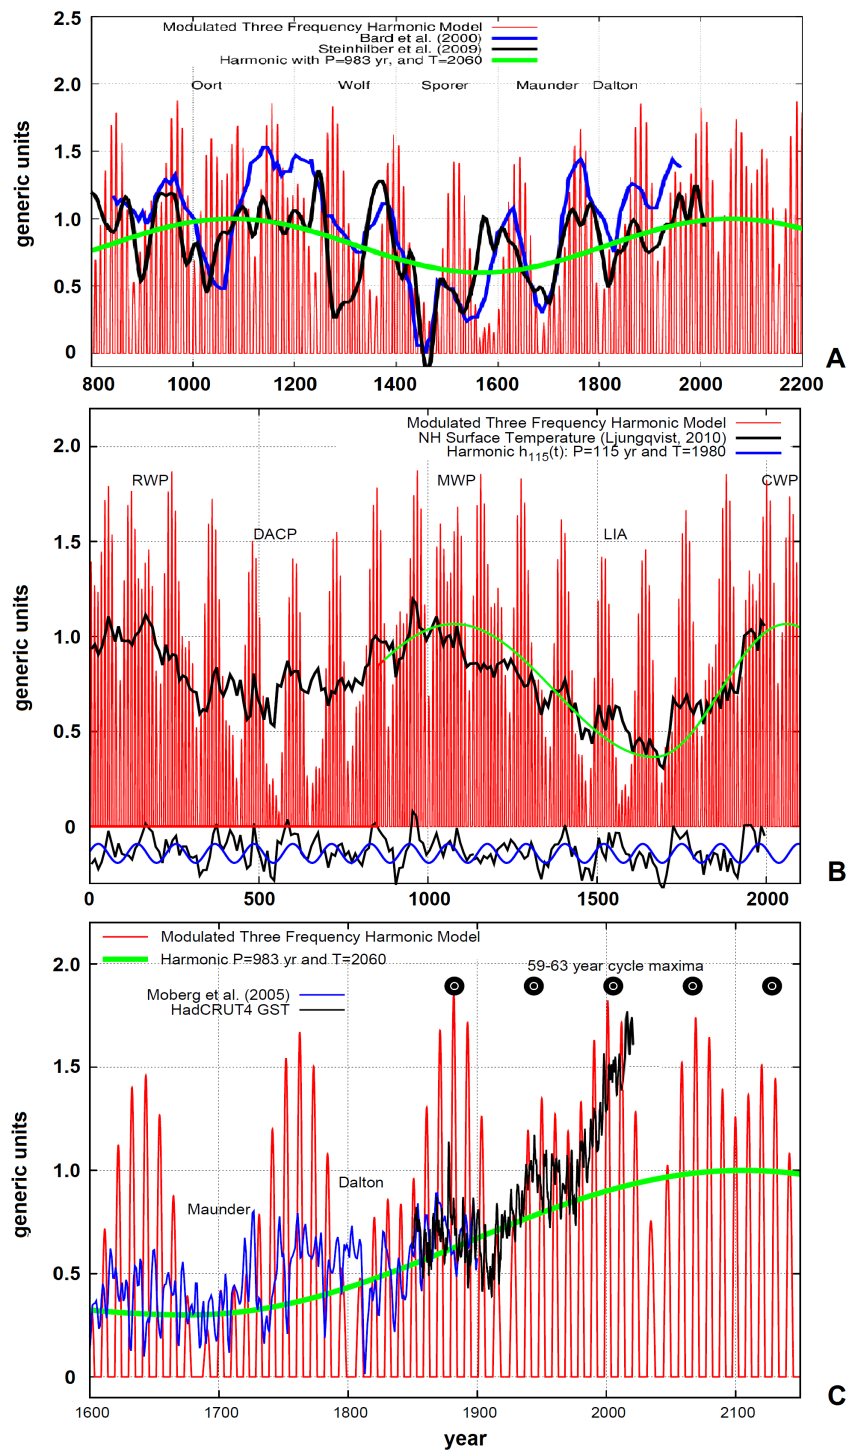 2.5
Modulated Three Frequency Harmonic Model
Bard et al. (2000)
Steinhilber et al. (2009)
Harmonic with P=983 yr, and T=2060
2.0
Oort Wolf Sporer Maunder Dalton
1.5
generic units
1.0
0.5
0
A
800 1000 1200 1400 1600 1800 2000 2200
Modulated Three Frequency Harmonic Model
NH Surface Temperature (Ljungqvist, 2010)
Harmonic h115(t): P=115 yr and T=1980
2.0
RWP MWP CWP
DACP LIA
1.5
generic units
1.0
0.5
0
B
0 500 1000 1500 2000
Modulated Three Frequency Harmonic Model
Harmonic P=983 yr and T=2060
2.0
59-63 year cycle maxima
Moberg et al. (2005)
HadCRUT4 GST
1.5
generic units
1.0
Dalton
Maunder
0.5
0
C
1600 1700 1800 1900 2000 2100
year